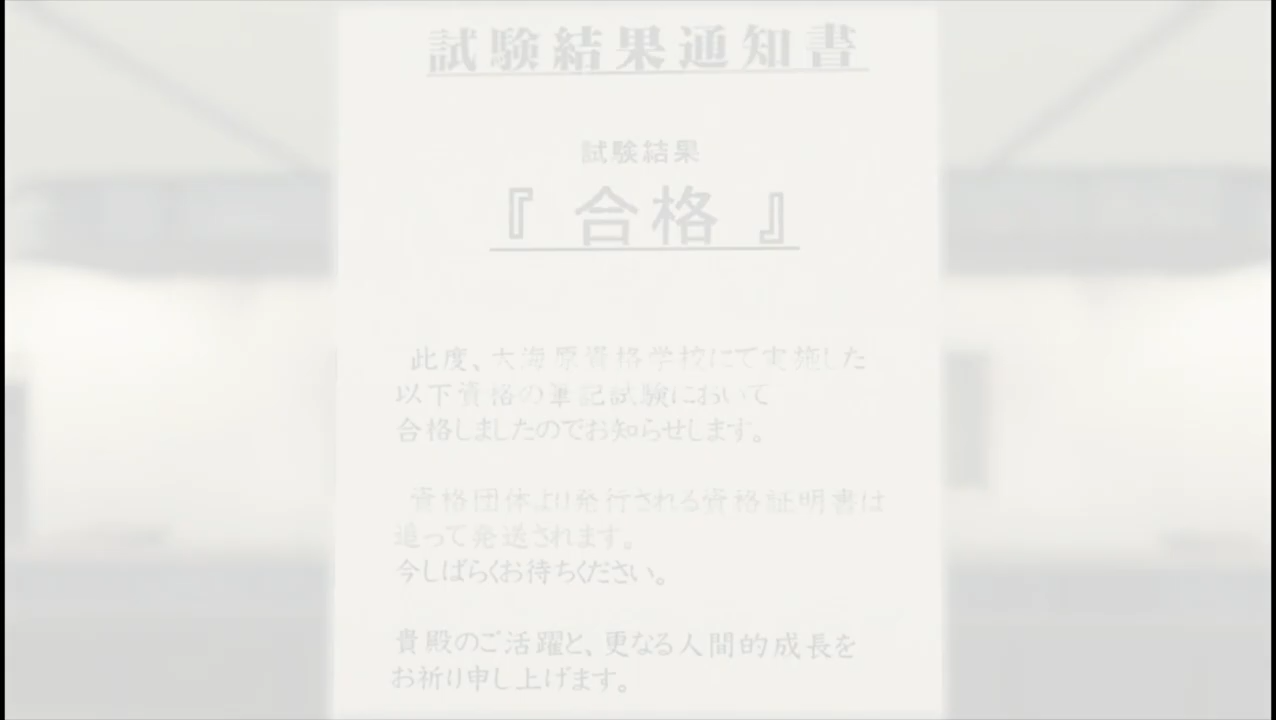 試験結果通知書
試験結果
『 合格 』
此度、大海原資格学校にて実施した
以下資格の筆記試験において
合格しましたのでお知らせします。
資格団体より発行される資格証明書は
追って発送されます。
今しばらくお待ちください。
貴殿のご活躍と、更なる人間的成長を
お祈り申し上げます。